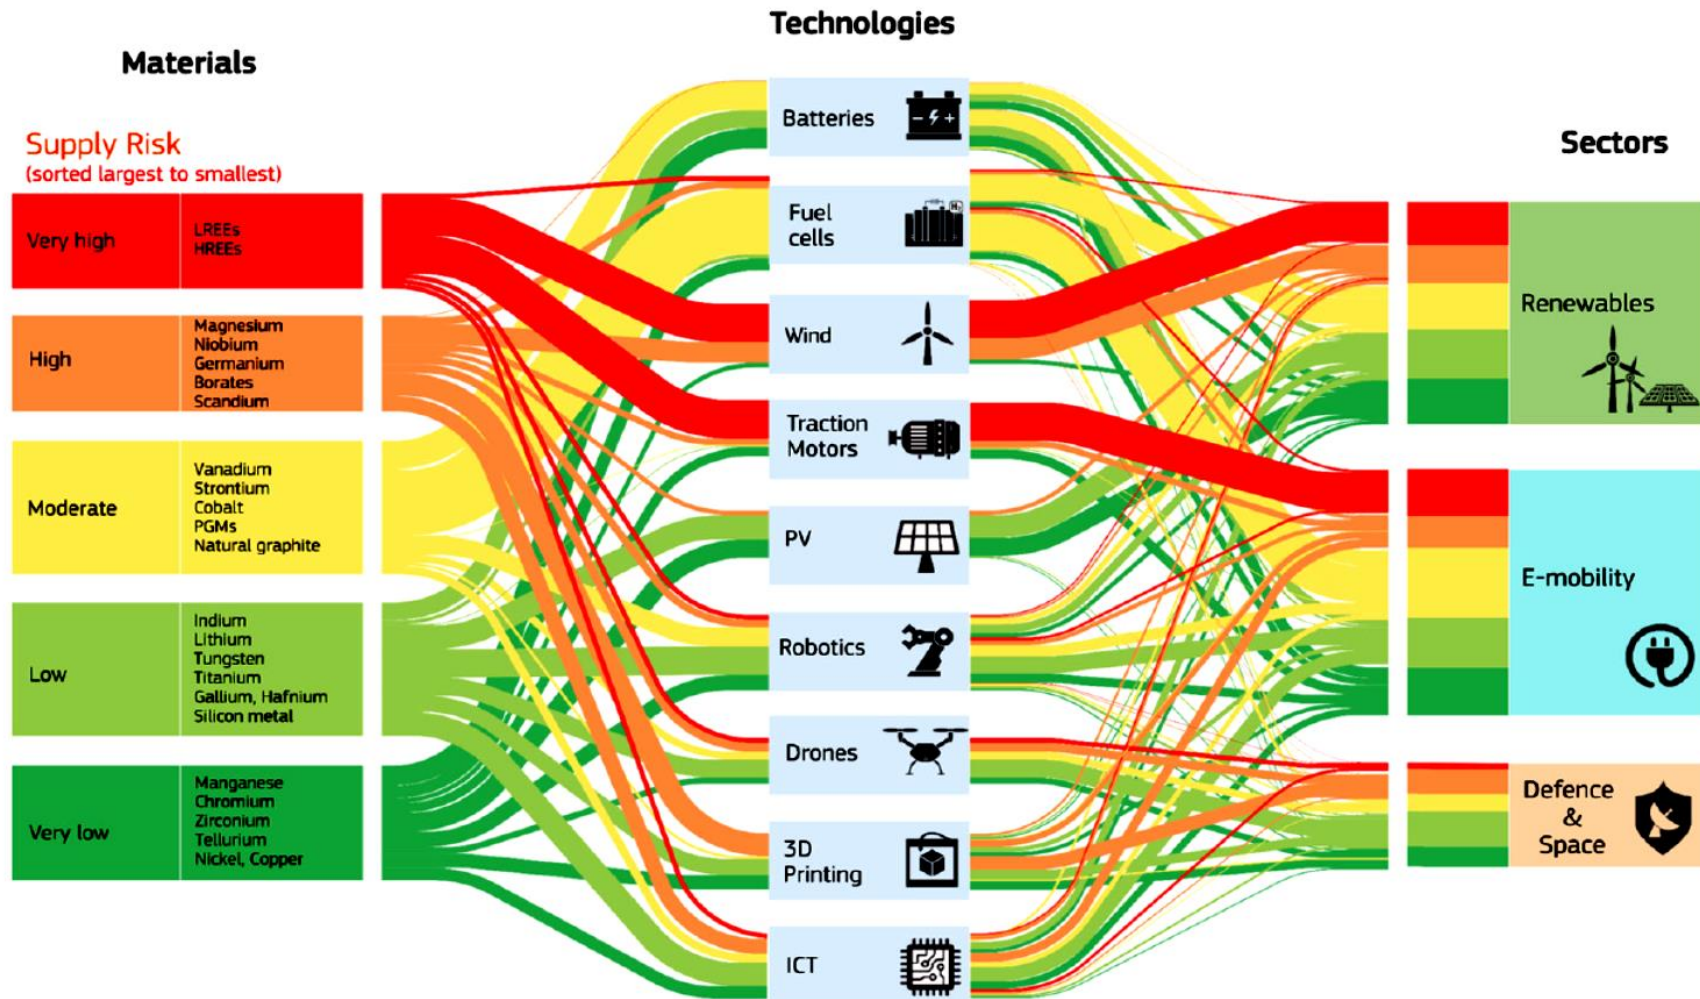 Technologies
Materials
Supply Risk
(sorted largest to smallest)
Very high
LREEs
HREEs
High
Magnesium
Niobium
Germanium
Borates
Scandium
Moderate
Vanadium
Strontium
Cobalt
PGMs
Natural graphite
Low
Indium
Lithium
Tungsten
Titanium
Gallium, Hafnium
Silicon metal
Very low
Manganese
Chromium
Zirconium
Tellurium
Nickel, Copper
Batteries
Fuel
cells
H₂
Wind
Traction
Motors
PV
Robotics
Drones
3D
Printing
ICT
Sectors
Renewables
E-mobility
Defence
&
Space